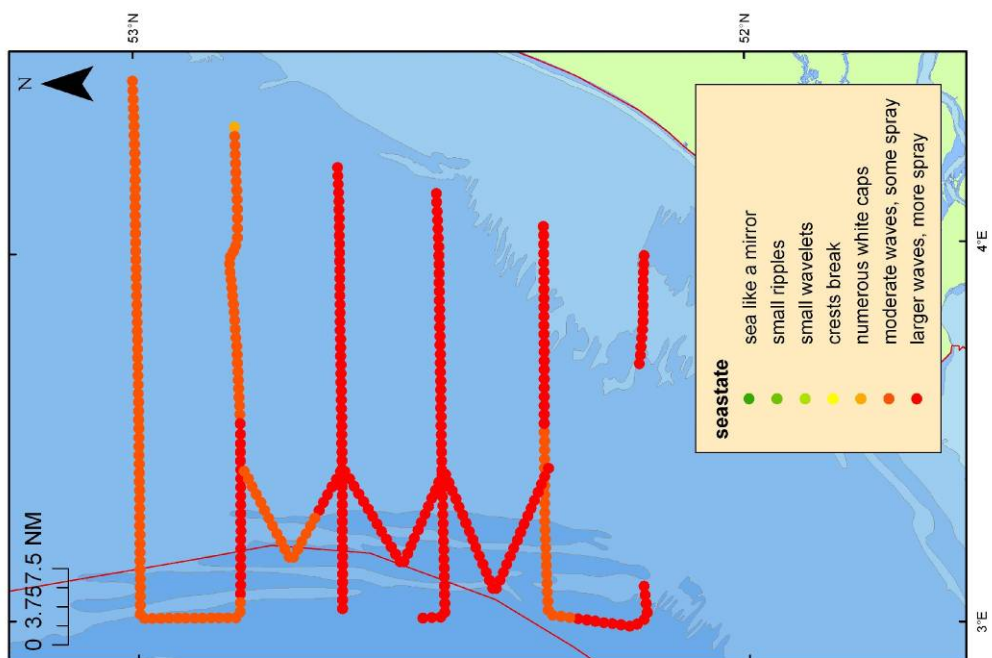 53°N
52°N
N
seastate
sea like a mirror
small ripples
small wavelets
crests break
numerous white caps
moderate waves, some spray
larger waves, more spray
4°E
3°E
0 3.757.5 NM